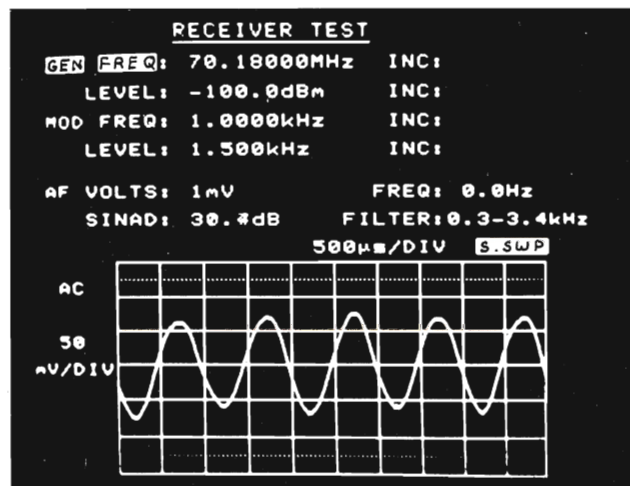 RECEIVER TEST
GEN FREQ: 70.18000MHz INC:
LEVEL: -100.0dBm INC:
MOD FREQ: 1.0000kHz INC:
LEVEL: 1.500kHz INC:
AF VOLTS: 1mV FREQ: 0.0Hz
SINAD: 30. dB FILTER:0.3-3.4kHz
500µs/DIV S.SWP
AC
50
mV/DIV